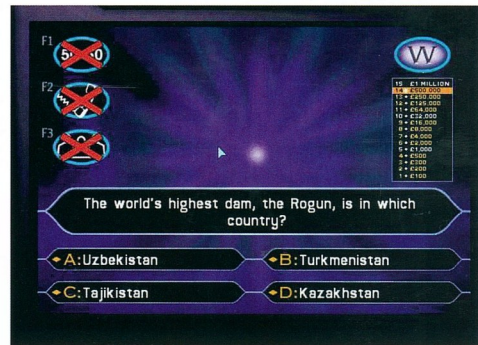 F1
50 50
F2
F3
W
15 £1 MILLION
14 £500,000
13 £250,000
12 £125,000
11 £64,000
10 £32,000
9 £16,000
8 £8,000
7 £4,000
6 £2,000
5 £1,000
4 £500
3 £300
2 £200
1 £100
The world's highest dam, the Rogun, is in which
country?
A:Uzbekistan
B:Turkmenistan
C:Tajikistan
D:Kazakhstan